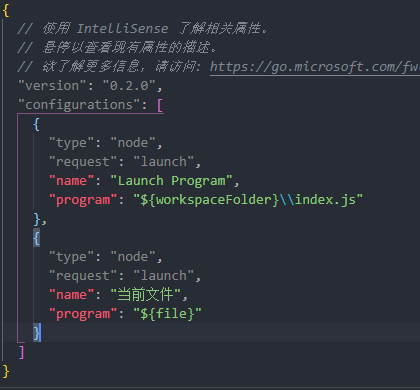 {
// 使用 IntelliSense 了解相关属性。
// 悬停以查看现有属性的描述。
// 欲了解更多信息，请访问: https://go.microsoft.com/fw
"version": "0.2.0",
"configurations": [
{
"type": "node",
"request": "launch",
"name": "Launch Program",
"program": "${workspaceFolder}\\index.js"
},
{
"type": "node",
"request": "launch",
"name": "当前文件",
"program": "${file}"
}
]
}